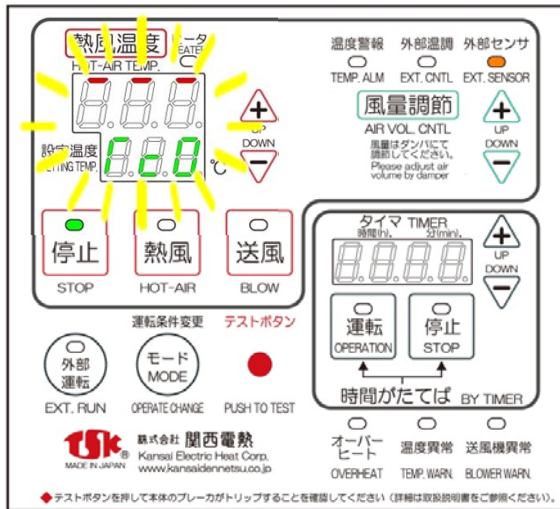 熱風温度 ヒータ
HOT-AIR TEMP. HEATER
設定温度
SETTING TEMP.
℃
UP
DOWN
温度警報 外部温調 外部センサ
TEMP. ALM EXT. CNTL EXT. SENSOR
風量調節
AIR VOL. CNTL
風量はダンパにて
調節してください。
Please adjust air
volume by damper
UP
DOWN
停止 熱風 送風
STOP HOT-AIR BLOW
タイマ TIMER
時間(h). 分(min).
UP
DOWN
運転 停止
OPERATION STOP
時間がたてば BY TIMER
運転条件変更 テストボタン
外部
運転
モード
MODE
EXT. RUN OPERATE CHANGE PUSH TO TEST
オーバー
ヒート
温度異常 送風機異常
OVERHEAT TEMP. WARN. BLOWER WARN.
TSK®
MADE IN JAPAN
株式会社 関西電熱
Kansai Electric Heat Corp.
www.kansaidennetsu.co.jp
◆テストボタンを押して本体のブレーカがトリップすることを確認してください（詳細は取扱説明書をご参照ください）。